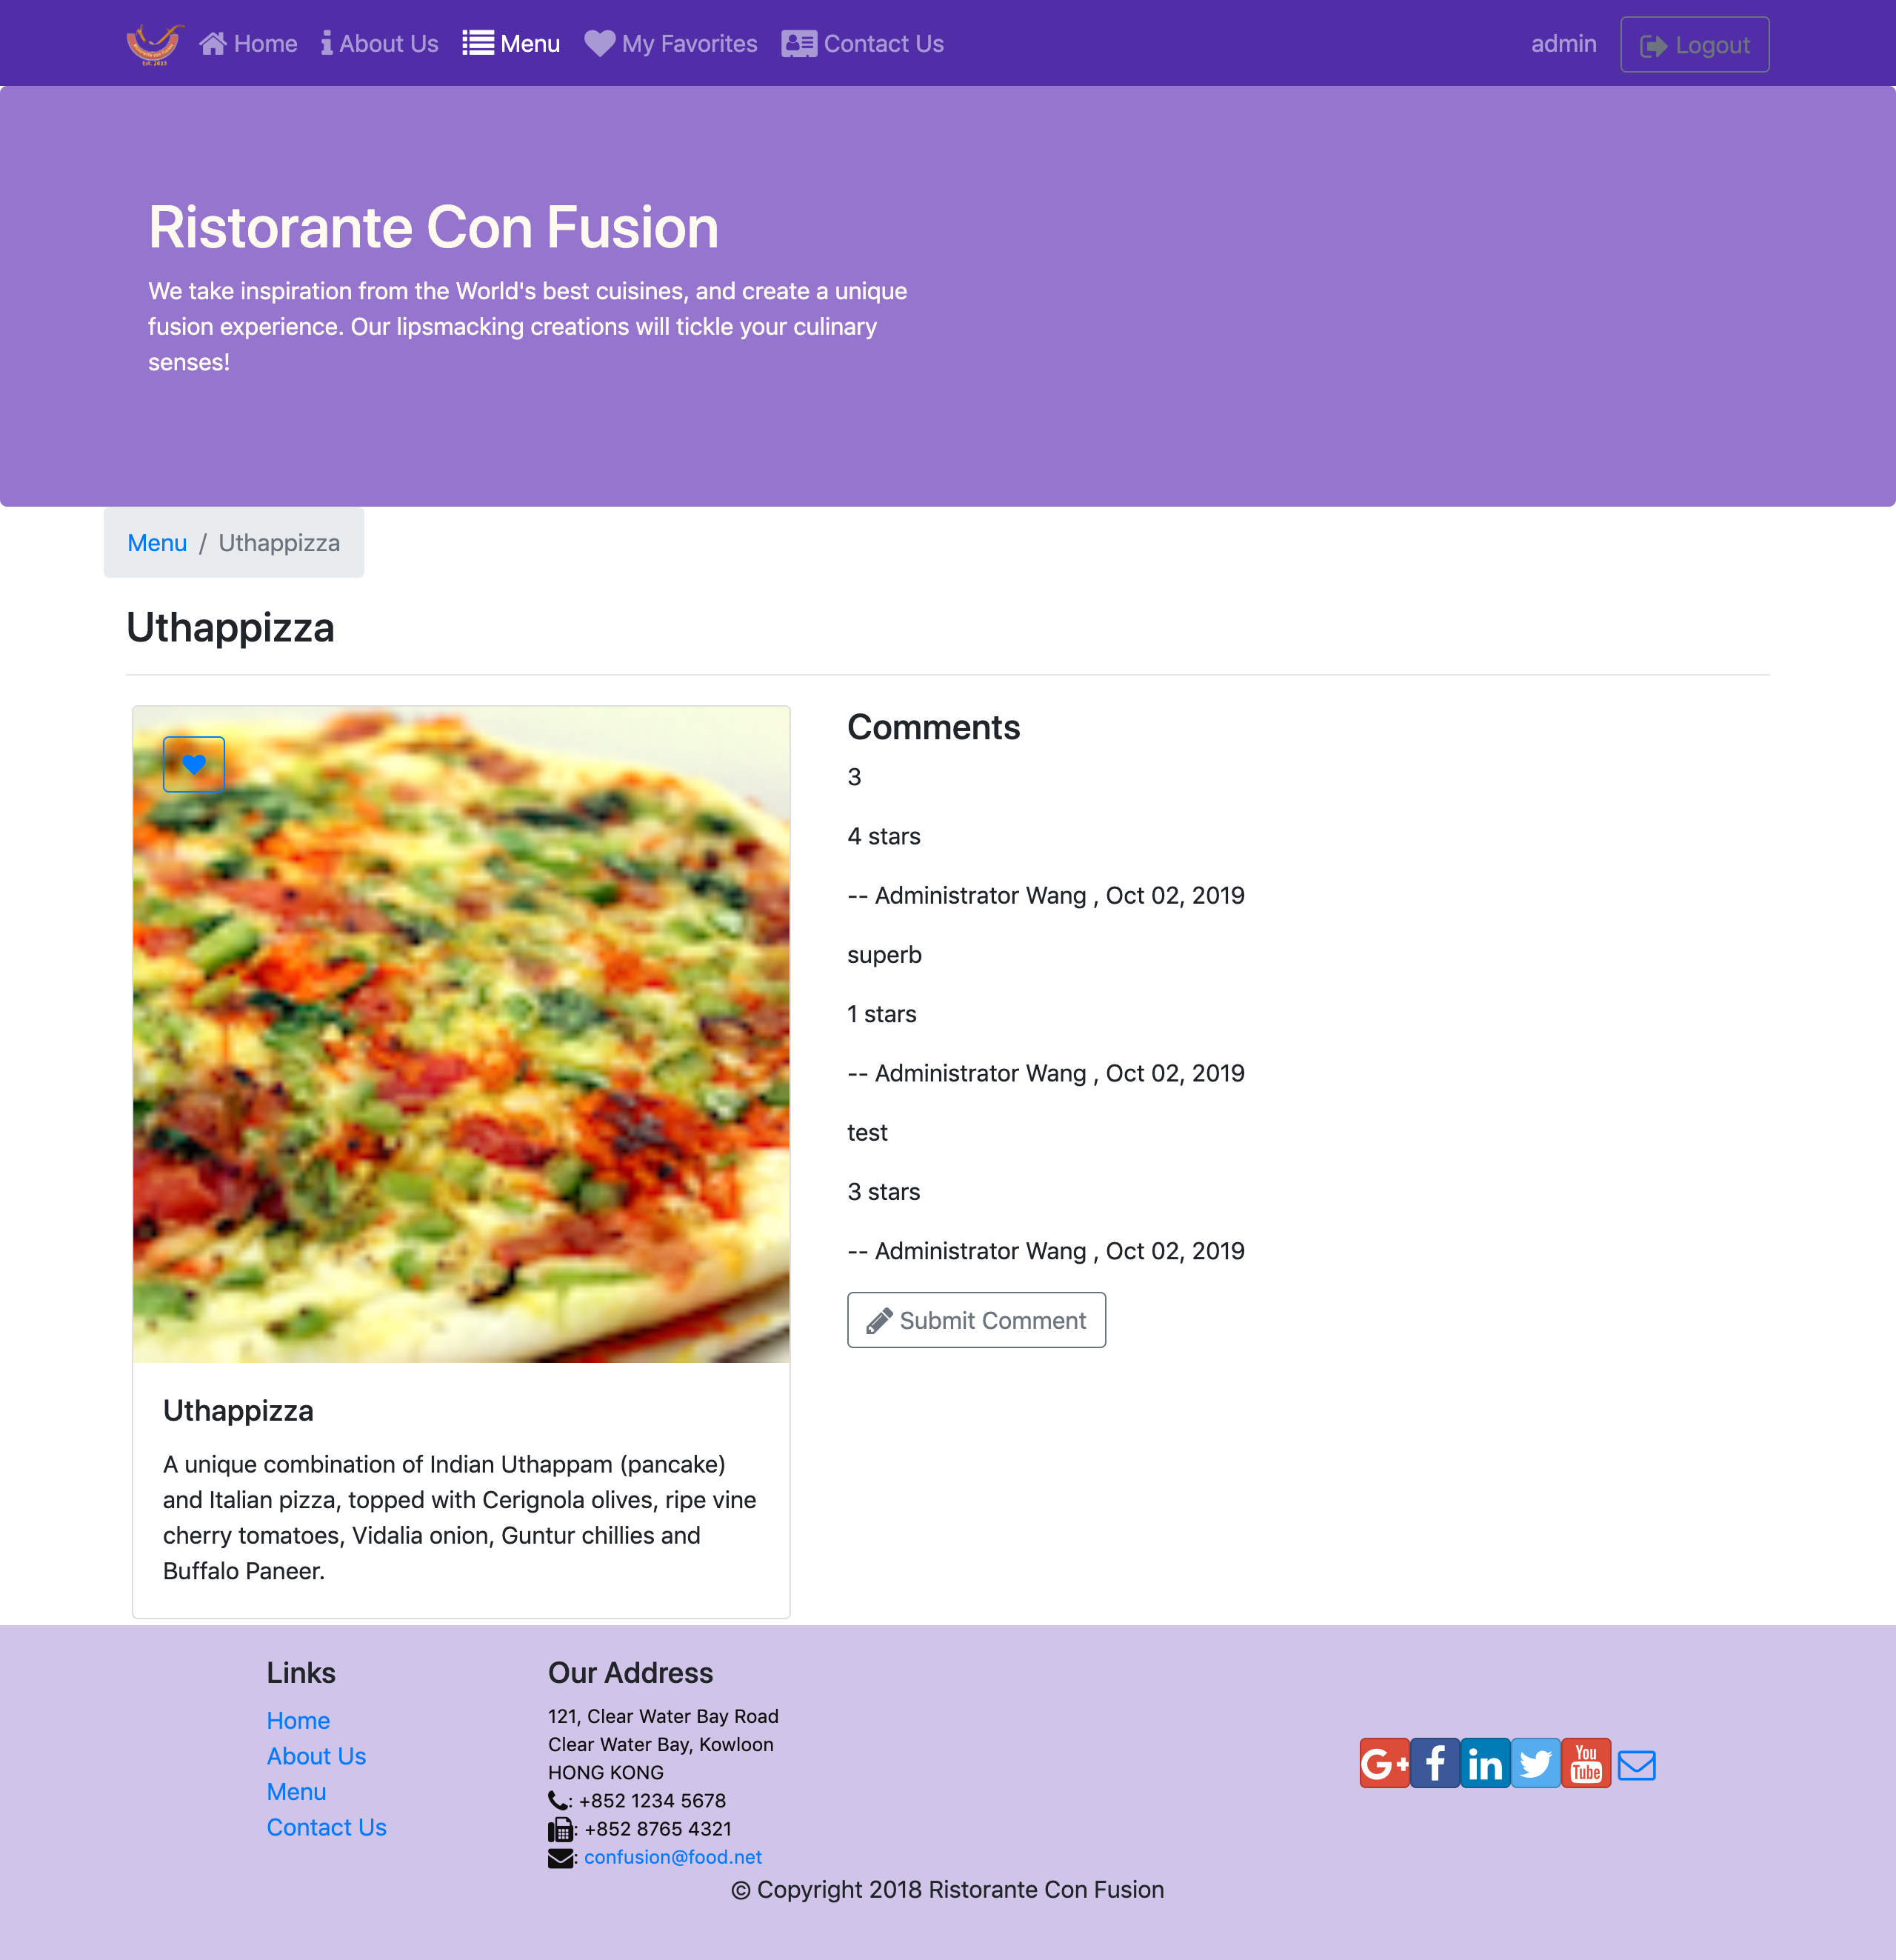 Home About Us Menu My Favorites Contact Us admin Logout
Ristorante Con Fusion
We take inspiration from the World's best cuisines, and create a unique
fusion experience. Our lipsmacking creations will tickle your culinary
senses!
Menu / Uthappizza
Uthappizza
Comments
3
4 stars
-- Administrator Wang , Oct 02, 2019
superb
1 stars
-- Administrator Wang , Oct 02, 2019
test
3 stars
-- Administrator Wang , Oct 02, 2019
Submit Comment
Uthappizza
A unique combination of Indian Uthappam (pancake)
and Italian pizza, topped with Cerignola olives, ripe vine
cherry tomatoes, Vidalia onion, Guntur chillies and
Buffalo Paneer.
Links
Home
About Us
Menu
Contact Us
Our Address
121, Clear Water Bay Road
Clear Water Bay, Kowloon
HONG KONG
: +852 1234 5678
: +852 8765 4321
: confusion@food.net
G+ f in You Tube
© Copyright 2018 Ristorante Con Fusion